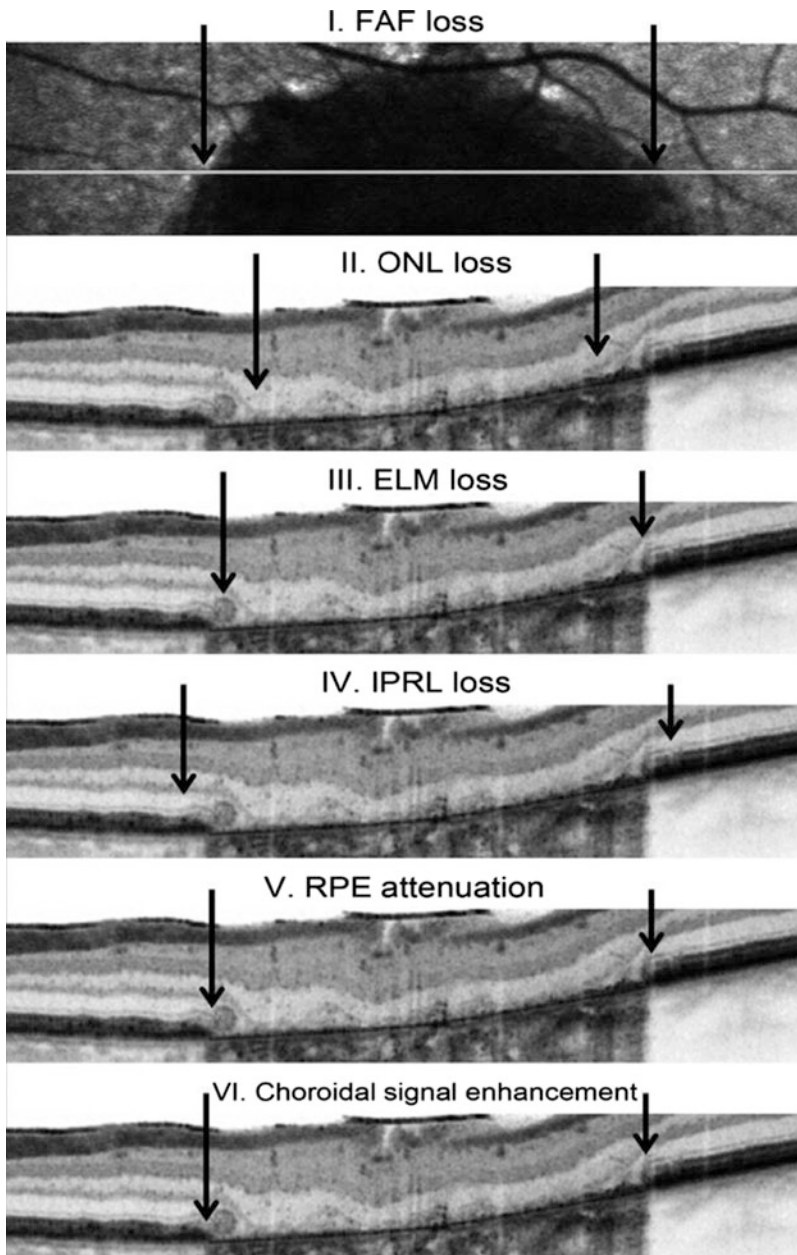 I. FAF loss
II. ONL loss
III. ELM loss
IV. IPRL loss
V. RPE attenuation
VI. Choroidal signal enhancement